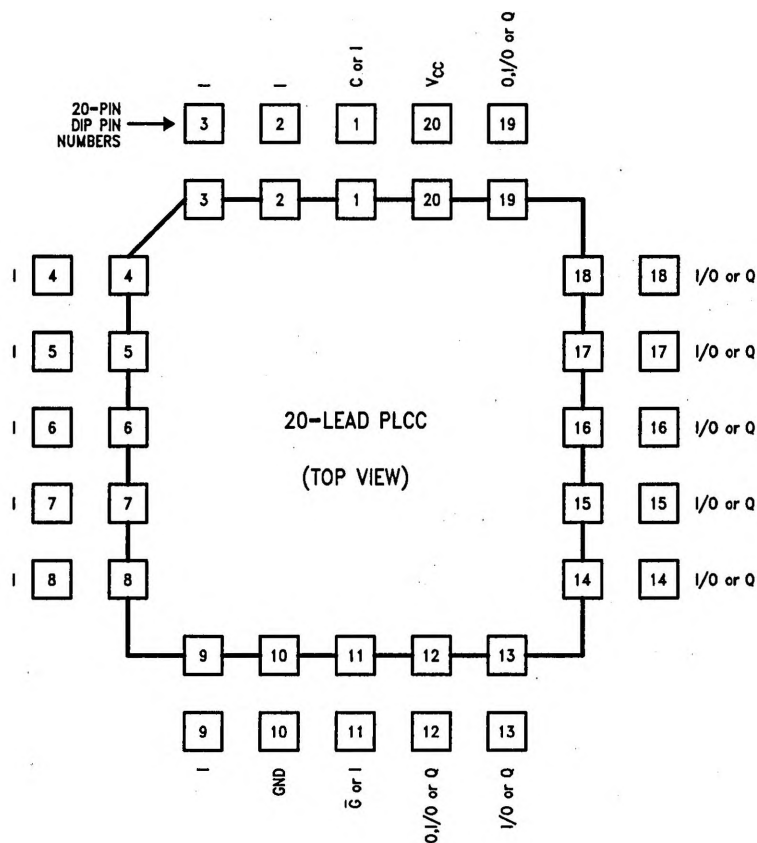 I
I
C or I
VCC
O,I/O or Q
20-PIN
DIP PIN
NUMBERS
3 2 1 20 19
3 2 1 20 19
I 4 4 18 18 I/O or Q
I 5 5 17 17 I/O or Q
I 6 6 16 16 I/O or Q
20-LEAD PLCC
(TOP VIEW)
I 7 7 15 15 I/O or Q
I 8 8 14 14 I/O or Q
9 10 11 12 13
9 10 11 12 13
I
GND
G̅ or I
O,I/O or Q
I/O or Q